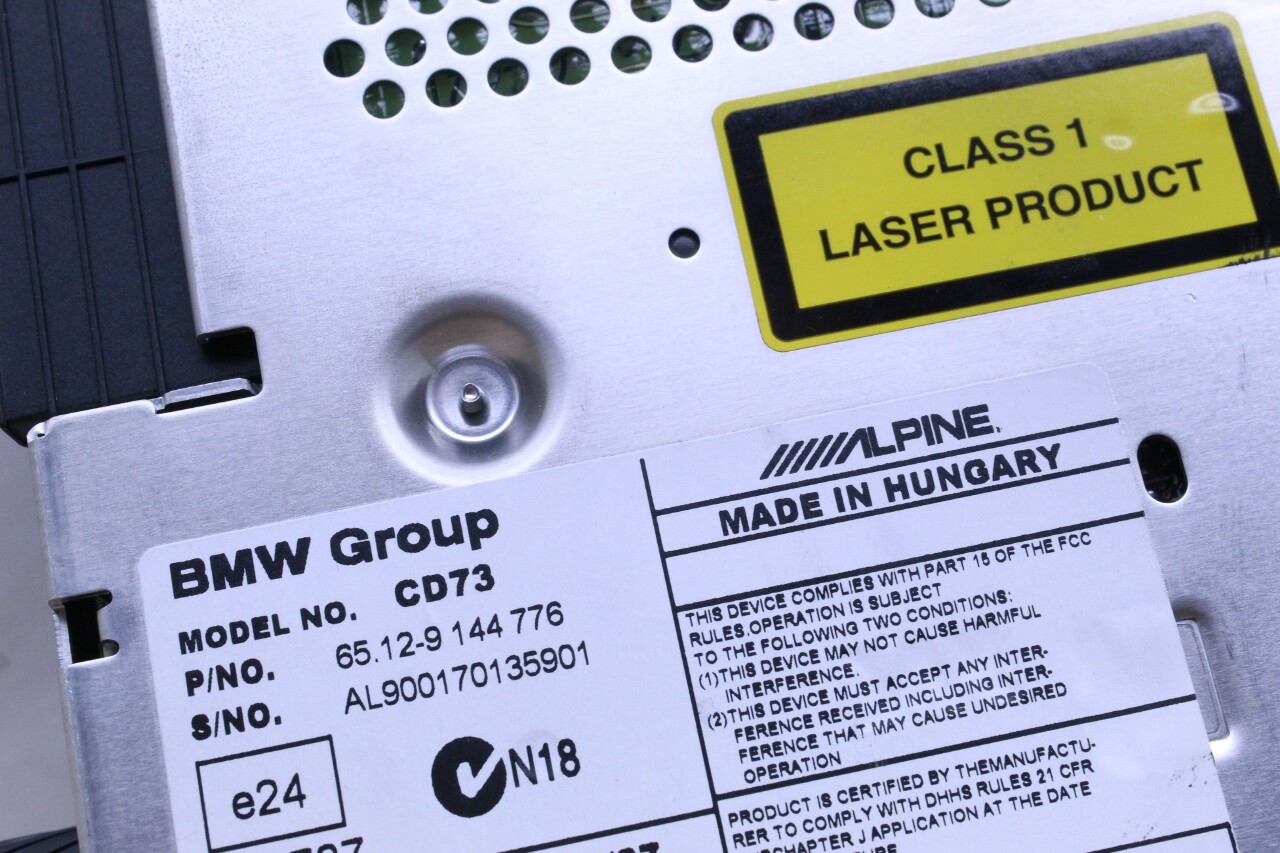 CLASS 1
LASER PRODUCT
ALPINE
MADE IN HUNGARY
BMW Group
MODEL NO. CD73
P/NO. 65.12-9 144 776
S/NO. AL900170135901
e24
N18
THIS DEVICE COMPLIES WITH PART 15 OF THE FCC
RULES.OPERATION IS SUBJECT
TO THE FOLLOWING TWO CONDITIONS:
(1)THIS DEVICE MAY NOT CAUSE HARMFUL
INTERFERENCE.
(2)THIS DEVICE MUST ACCEPT ANY INTER-
FERENCE RECEIVED INCLUDING INTER-
FERENCE THAT MAY CAUSE UNDESIRED
OPERATION
PRODUCT IS CERTIFIED BY THEMANUFACTU-
RER TO COMPLY WITH DHHS RULES 21 CFR
J APPLICATION AT THE DATE